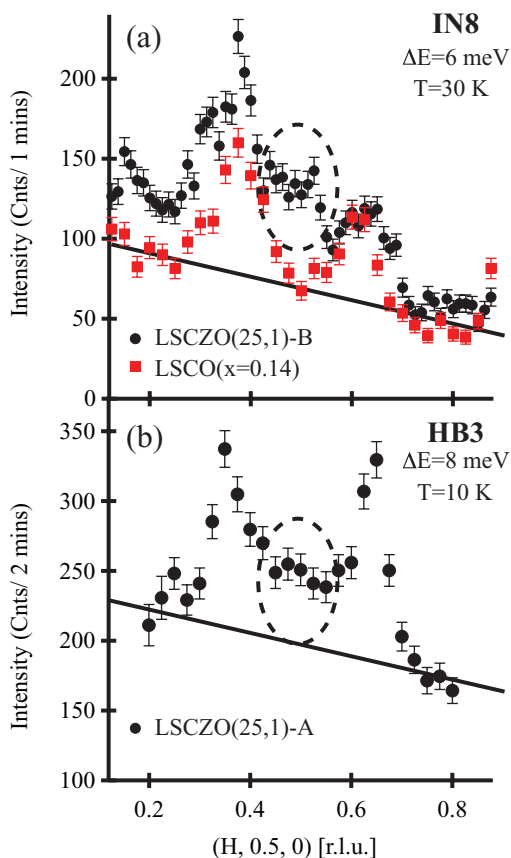 (a)
IN8
ΔE=6 meV
T=30 K
Intensity (Cnts/ 1 mins)
200
150
100
50
0
LSCZO(25,1)-B
LSCO(x=0.14)
(b)
HB3
ΔE=8 meV
T=10 K
Intensity (Cnts/ 2 mins)
350
300
250
200
150
100
LSCZO(25,1)-A
0.2 0.4 0.6 0.8
(H, 0.5, 0) [r.l.u.]